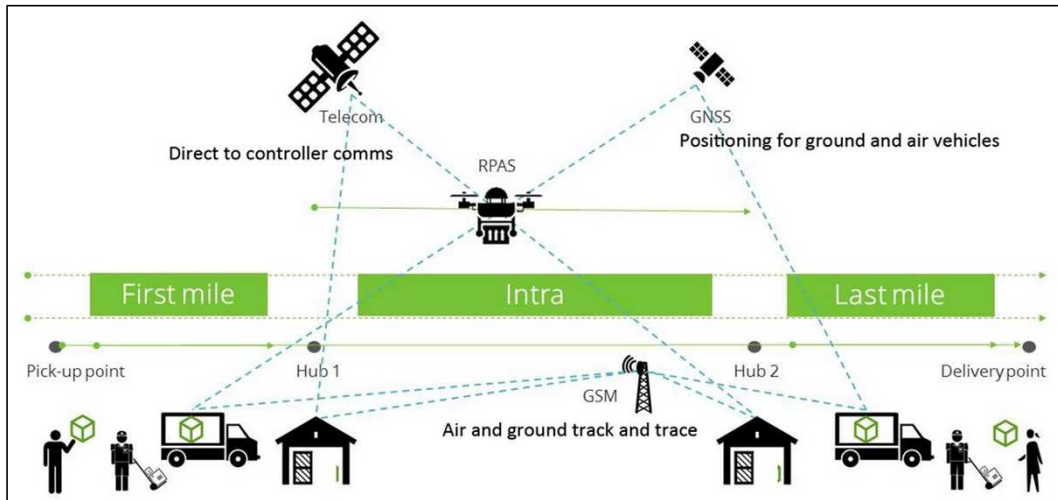 Telecom
GNSS
Direct to controller comms
Positioning for ground and air vehicles
RPAS
First mile
Intra
Last mile
Pick-up point
Hub 1
Hub 2
Delivery point
GSM
Air and ground track and trace